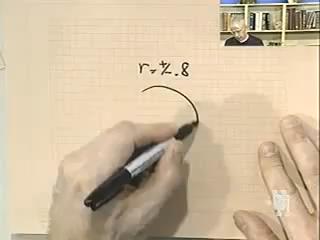 r = +/- .8